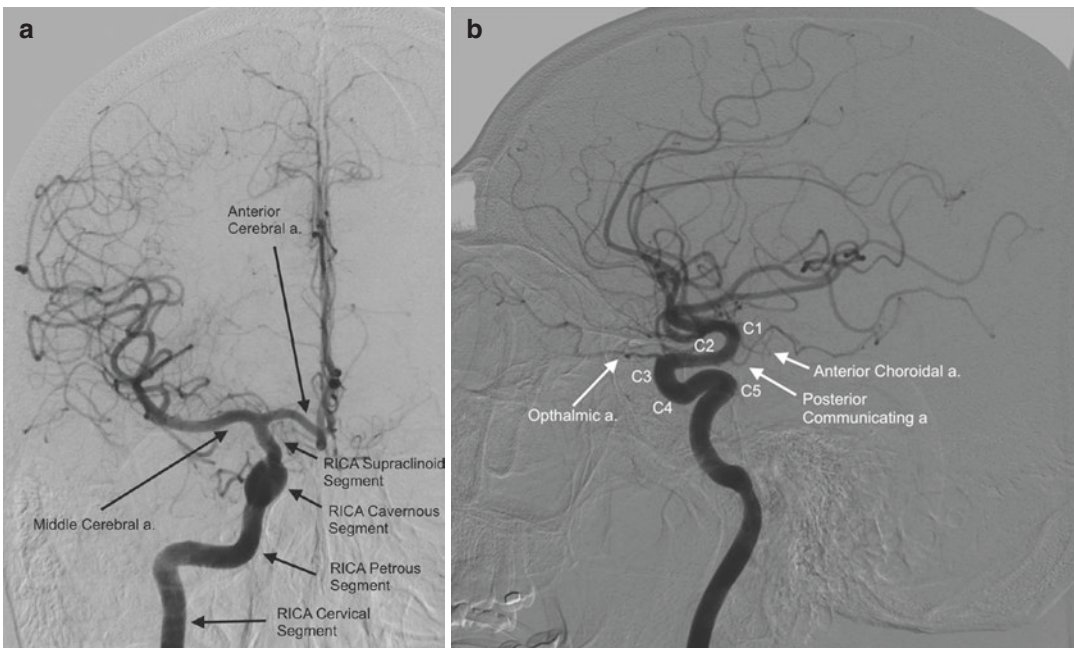 a
Anterior
Cerebral a.
RICA Supraclinoid
Segment
Middle Cerebral a.
RICA Cavernous
Segment
RICA Petrous
Segment
RICA Cervical
Segment
b
C1
C2
Anterior Choroidal a.
C3
C5
Opthalmic a.
C4
Posterior
Communicating a